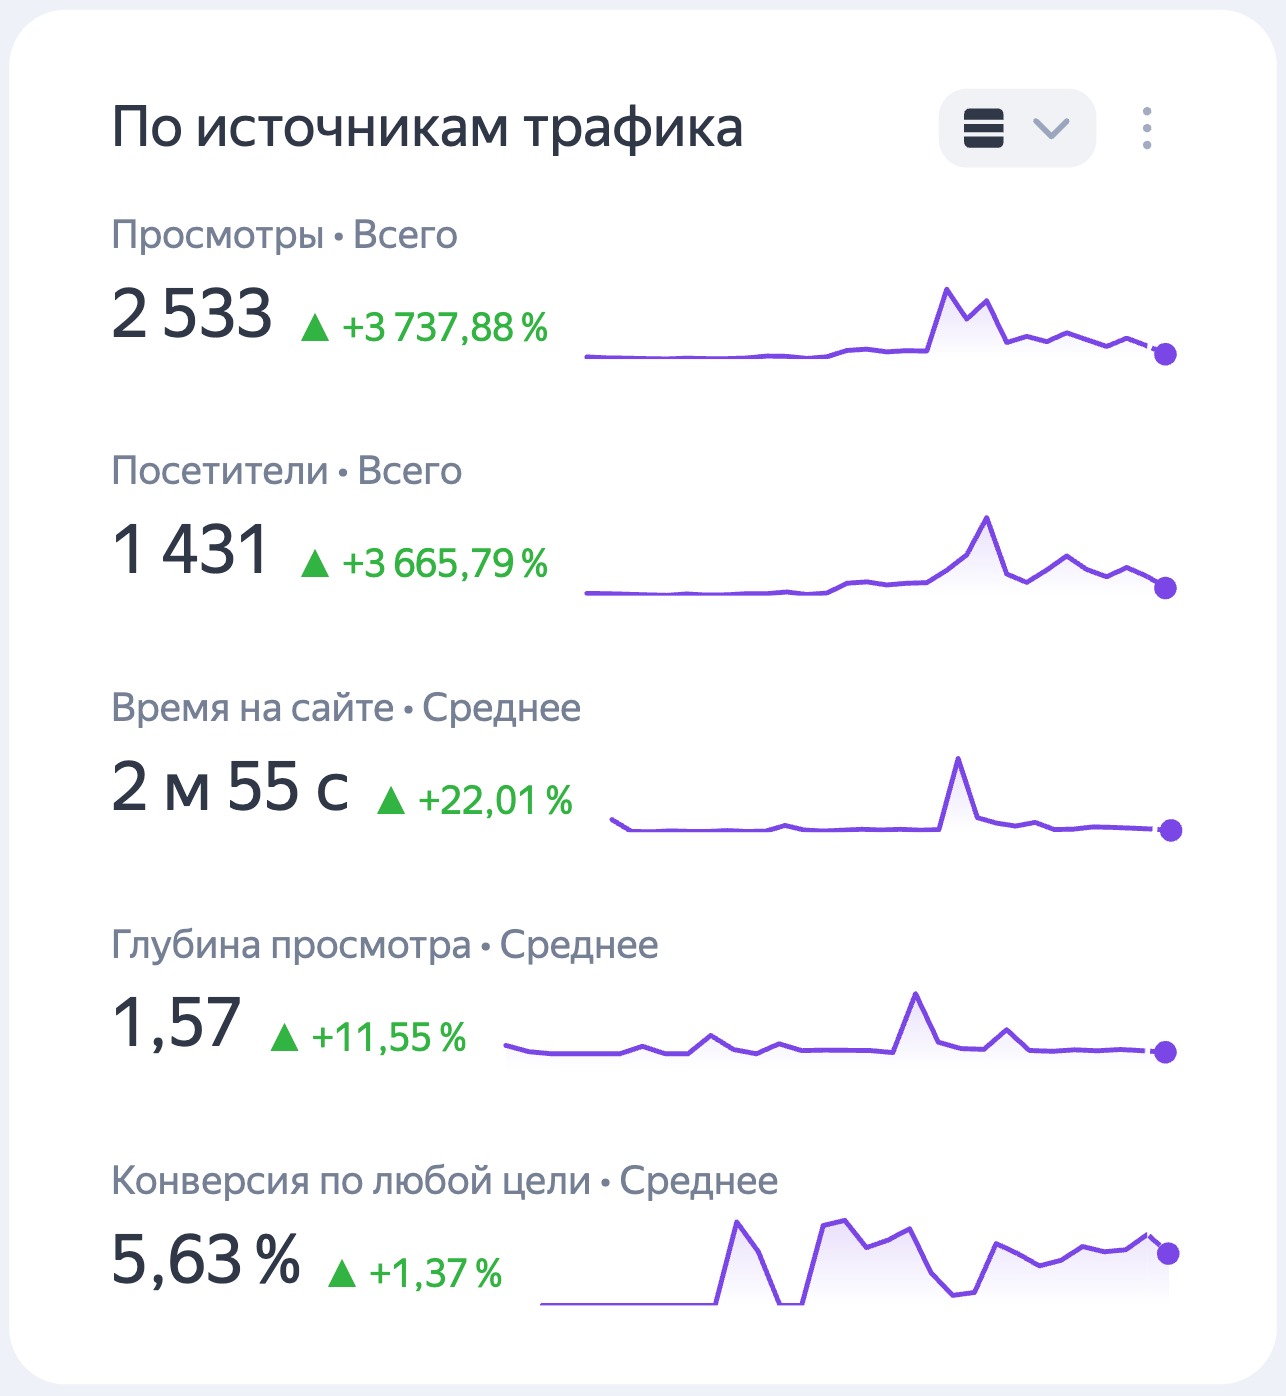 По источникам трафика
Просмотры • Всего
2 533 ▲ +3 737,88 %
Посетители • Всего
1 431 ▲ +3 665,79 %
Время на сайте • Среднее
2 м 55 с ▲ +22,01 %
Глубина просмотра • Среднее
1,57 ▲ +11,55 %
Конверсия по любой цели • Среднее
5,63 % ▲ +1,37 %